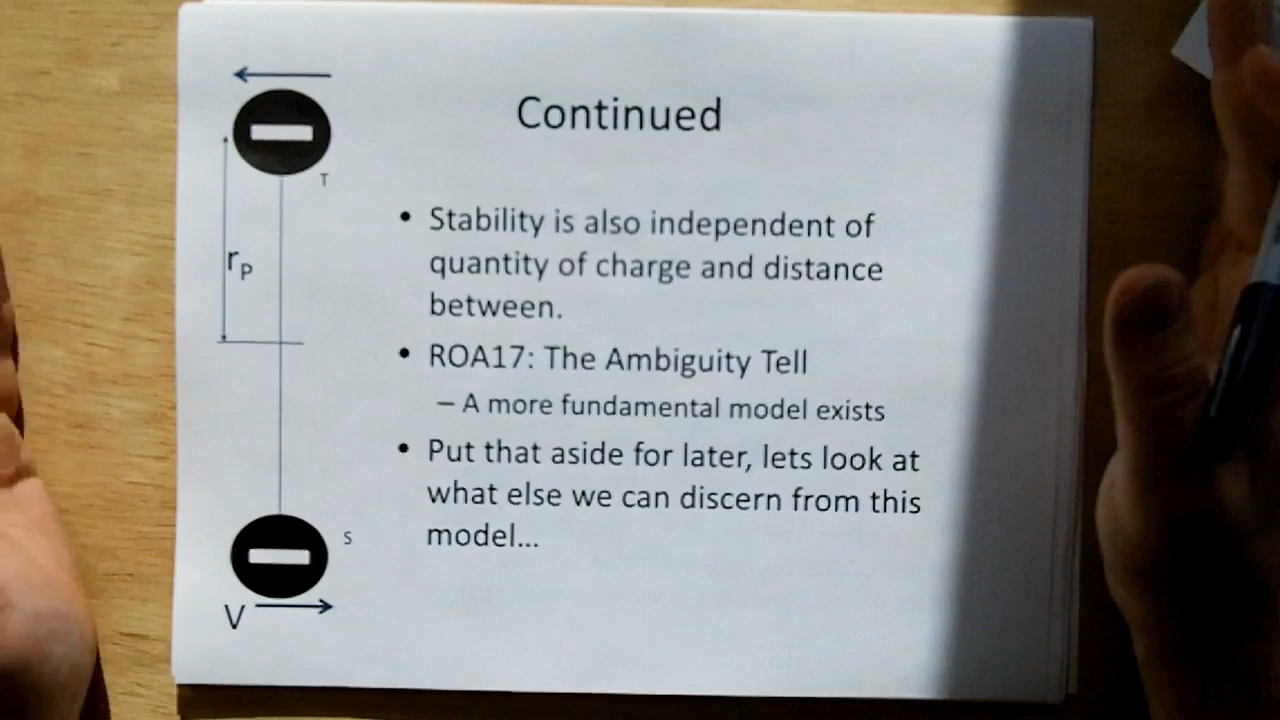 Continued
T
r_P
S
V
• Stability is also independent of
quantity of charge and distance
between.
• ROA17: The Ambiguity Tell
– A more fundamental model exists
• Put that aside for later, lets look at
what else we can discern from this
model...